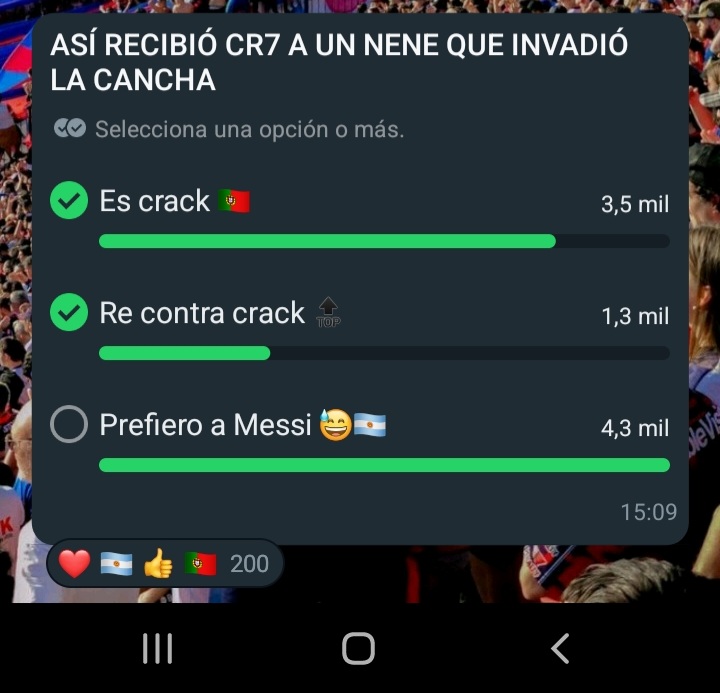 ASÍ RECIBIÓ CR7 A UN NENE QUE INVADIÓ
LA CANCHA
Selecciona una opción o más.
Es crack 🇵🇹
3,5 mil
Re contra crack 🔝
1,3 mil
Prefiero a Messi 😅🇦🇷
4,3 mil
15:09
❤️ 🇦🇷 👍 🇵🇹 200